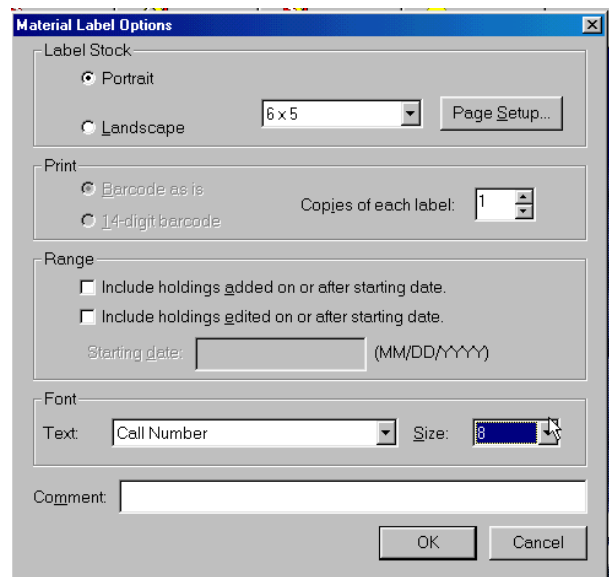 Material Label Options
Label Stock
Portrait
Landscape
6 x 5
Page Setup...
Print
Barcode as is
14-digit barcode
Copies of each label: 1
Range
Include holdings added on or after starting date.
Include holdings edited on or after starting date.
Starting date: (MM/DD/YYYY)
Font
Text: Call Number Size: 8
Comment:
OK Cancel